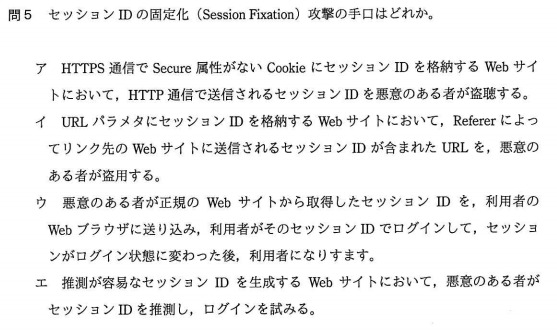 問5 セッション ID の固定化（Session Fixation）攻撃の手口はどれか。
ア HTTPS 通信で Secure 属性がない Cookie にセッション ID を格納する Web サイ
トにおいて，HTTP 通信で送信されるセッション ID を悪意のある者が盗聴する。
イ URL パラメタにセッション ID を格納する Web サイトにおいて，Referer によっ
てリンク先の Web サイトに送信されるセッション ID が含まれた URL を，悪意の
ある者が盗用する。
ウ 悪意のある者が正規の Web サイトから取得したセッション ID を，利用者の
Web ブラウザに送り込み，利用者がそのセッション ID でログインして，セッショ
ンがログイン状態に変わった後，利用者になりすます。
エ 推測が容易なセッション ID を生成する Web サイトにおいて，悪意のある者が
セッション ID を推測し，ログインを試みる。